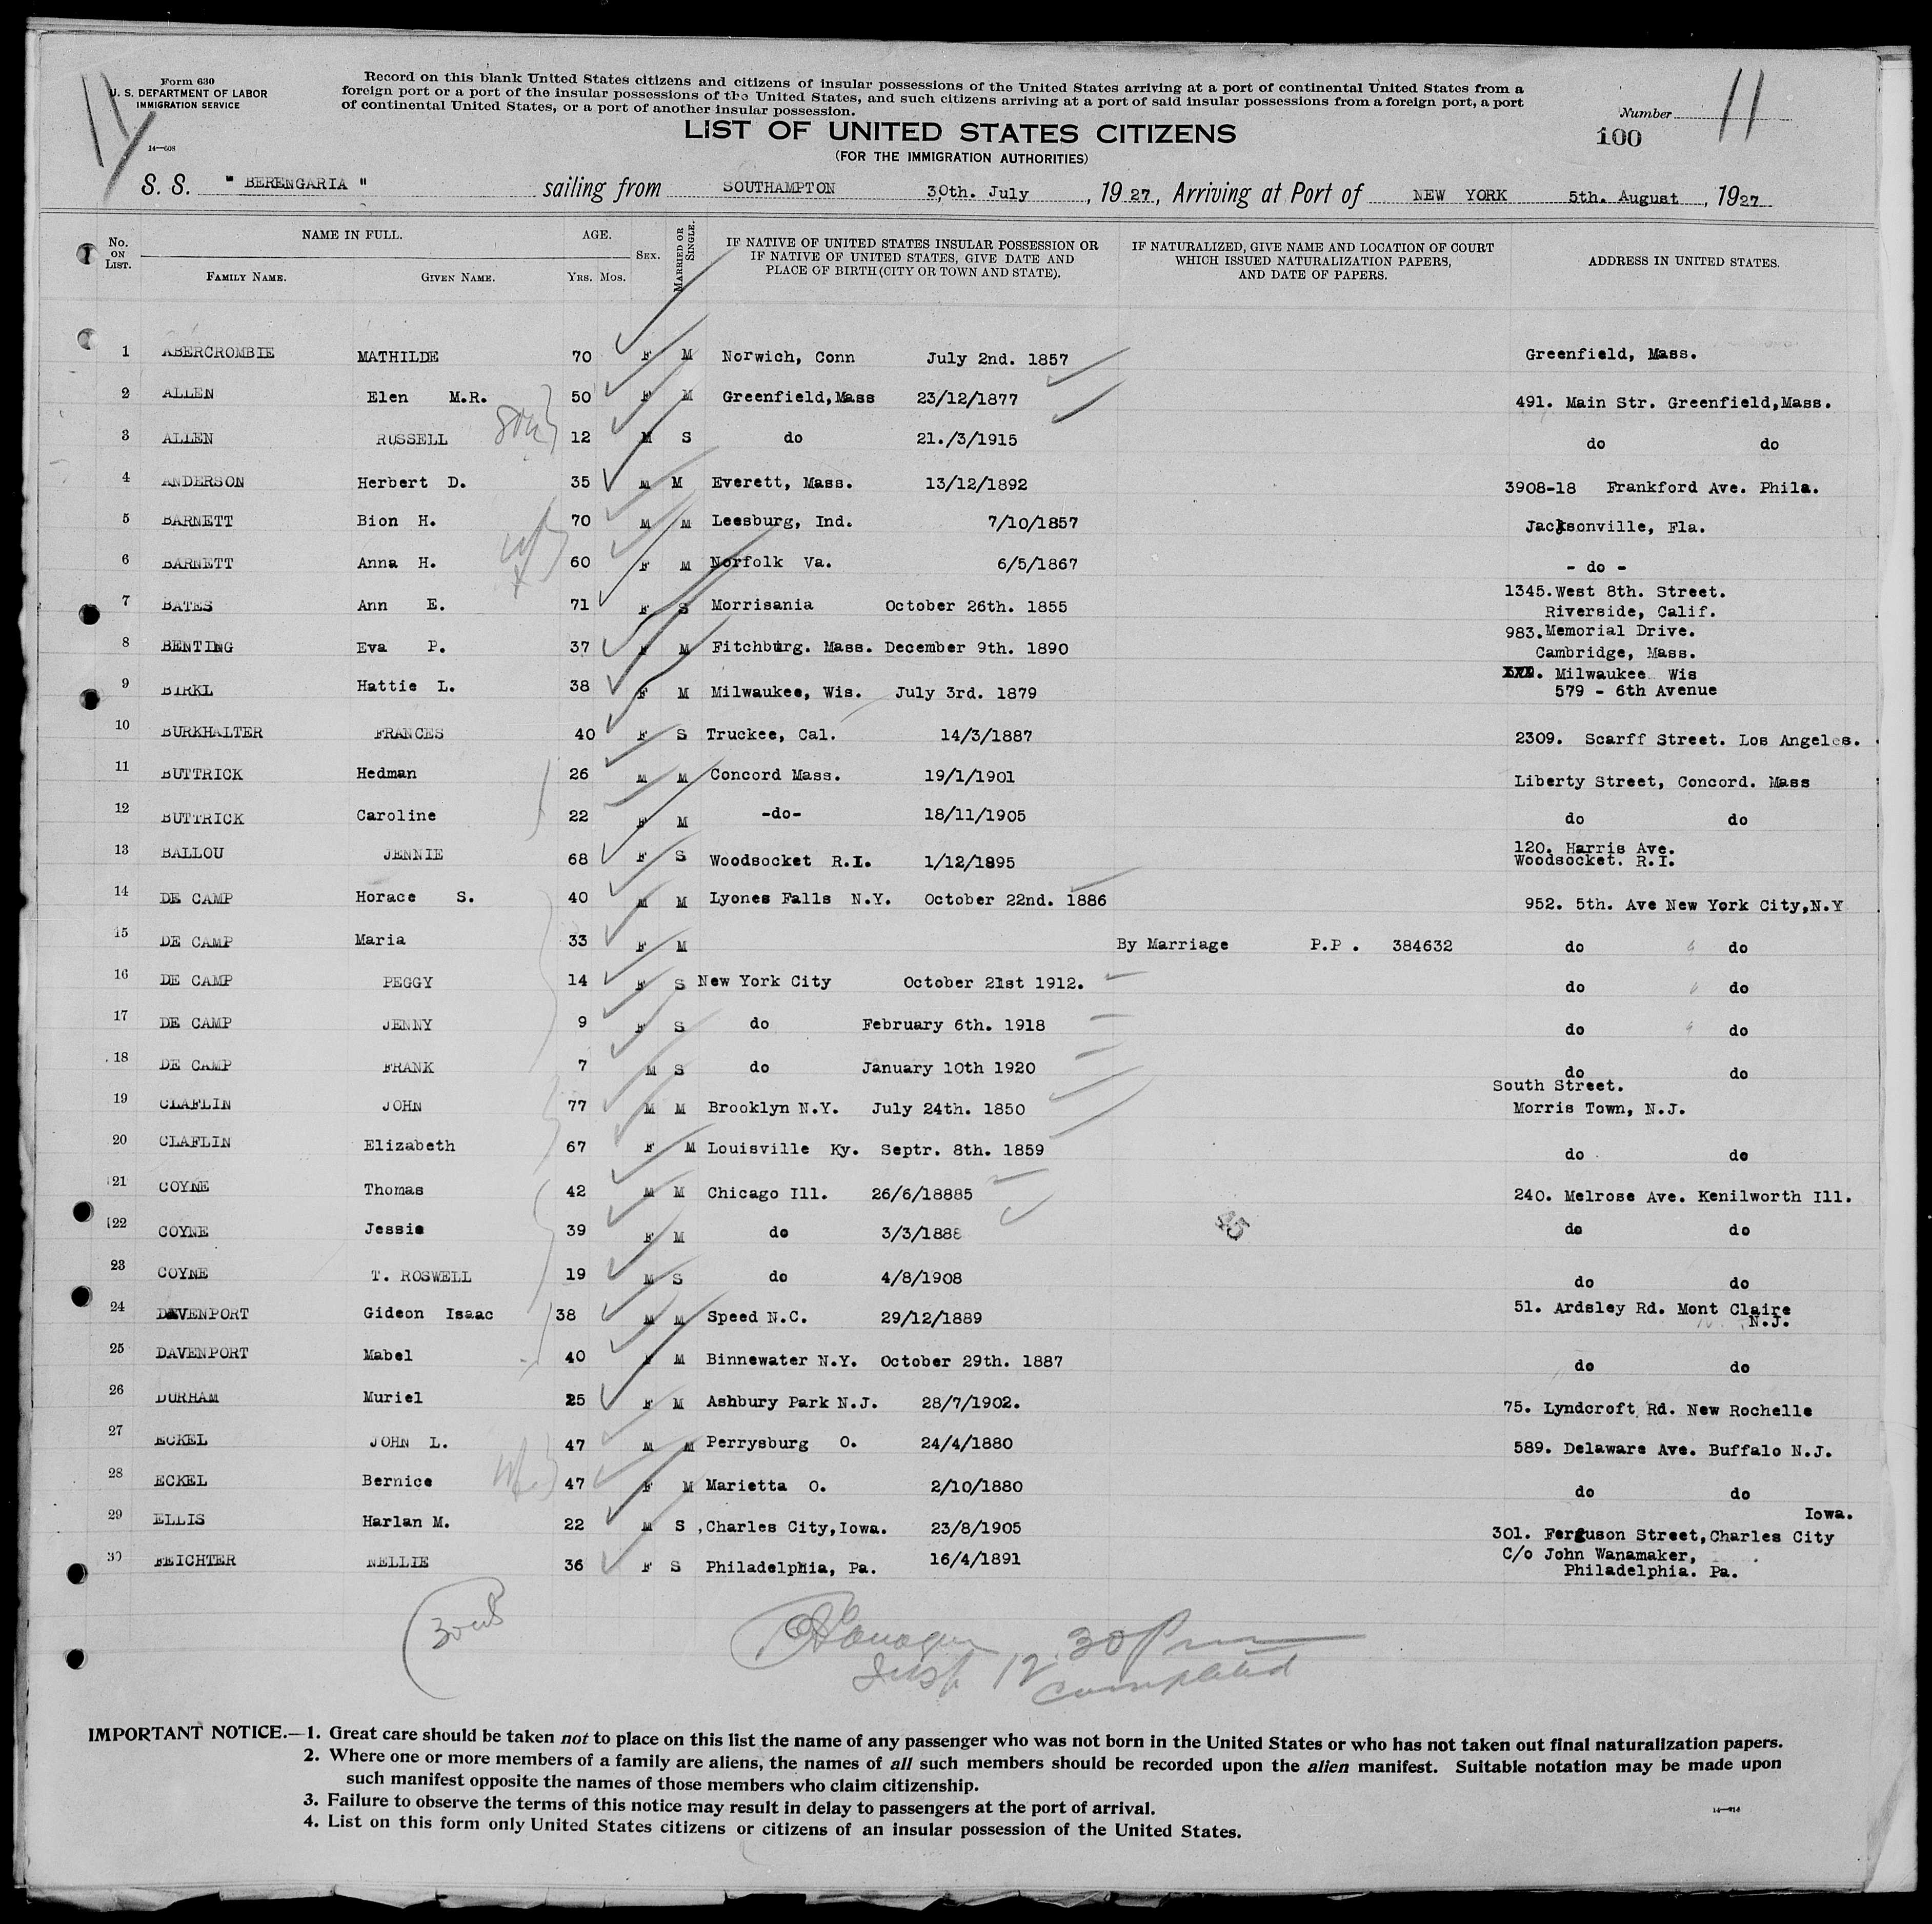 Form 630
U. S. DEPARTMENT OF LABOR
IMMIGRATION SERVICE
14—608
Record on this blank United States citizens and citizens of insular possessions of the United States arriving at a port of continental United States from a
foreign port or a port of the insular possessions of the United States, and such citizens arriving at a port of said insular possessions from a foreign port, a port
of continental United States, or a port of another insular possession.
Number 11
100
LIST OF UNITED STATES CITIZENS
(FOR THE IMMIGRATION AUTHORITIES)
S. S. " BERENGARIA " sailing from SOUTHAMPTON 30th. July , 1927, Arriving at Port of NEW YORK 5th. August , 1927
No. ON LIST. NAME IN FULL. FAMILY NAME. GIVEN NAME. AGE. YRS. MOS. SEX. MARRIED OR SINGLE. IF NATIVE OF UNITED STATES INSULAR POSSESSION OR IF NATIVE OF UNITED STATES, GIVE DATE AND PLACE OF BIRTH (CITY OR TOWN AND STATE). IF NATURALIZED, GIVE NAME AND LOCATION OF COURT WHICH ISSUED NATURALIZATION PAPERS, AND DATE OF PAPERS. ADDRESS IN UNITED STATES.
1 ABERCROMBIE MATHILDE 70 F M Norwich, Conn July 2nd. 1857 Greenfield, Mass.
2 ALLEN Elen M.R. 50 F M Greenfield,Mass 23/12/1877 491. Main Str. Greenfield,Mass.
3 ALLEN RUSSELL son 12 M S do 21./3/1915 do do
4 ANDERSON Herbert D. 35 M M Everett, Mass. 13/12/1892 3908-18 Frankford Ave. Phila.
5 BARNETT Bion H. 70 M M Leesburg, Ind. 7/10/1857 Jacksonville, Fla.
6 BARNETT Anna H. wf 60 F M Norfolk Va. 6/5/1867 - do -
7 BATES Ann E. 71 F S Morrisania October 26th. 1855 1345.West 8th. Street.
Riverside, Calif.
8 BENTING Eva P. 37 F M Fitchburg. Mass. December 9th. 1890 983.Memorial Drive.
Cambridge, Mass.
9 BIRKL Hattie L. 38 F M Milwaukee, Wis. July 3rd. 1879 Milwaukee Wis
579 - 6th Avenue
10 BURKHALTER FRANCES 40 F S Truckee, Cal. 14/3/1887 2309. Scarff Street. Los Angeles.
11 BUTTRICK Hedman 26 M M Concord Mass. 19/1/1901 Liberty Street, Concord. Mass
12 BUTTRICK Caroline 22 F M -do- 18/11/1905 do do
13 BALLOU JENNIE 68 F S Woodsocket R.I. 1/12/1895 120. Harris Ave.
Woodsocket. R.I.
14 DE CAMP Horace S. 40 M M Lyones Falls N.Y. October 22nd. 1886 952. 5th. Ave New York City,N.Y
15 DE CAMP Maria 33 F M By Marriage P.P. 384632 do do
16 DE CAMP PEGGY 14 F S New York City October 21st 1912. do do
17 DE CAMP JENNY 9 F S do February 6th. 1918 do do
18 DE CAMP FRANK 7 M S do January 10th 1920 do do
19 CLAFLIN JOHN 77 M M Brooklyn N.Y. July 24th. 1850 South Street.
Morris Town, N.J.
20 CLAFLIN Elizabeth 67 F M Louisville Ky. Septr. 8th. 1859 do do
21 COYNE Thomas 42 M M Chicago Ill. 26/6/18885 240. Melrose Ave. Kenilworth Ill.
22 COYNE Jessie 39 F M do 3/3/1888 45 do do
23 COYNE T. ROSWELL 19 M S do 4/8/1908 do do
24 DAVENPORT Gideon Isaac 38 M M Speed N.C. 29/12/1889 51. Ardsley Rd. Mont Claire
N.J.
25 DAVENPORT Mabel 40 F M Binnewater N.Y. October 29th. 1887 do do
26 DURHAM Muriel 25 F M Ashbury Park N.J. 28/7/1902. 75. Lyndcroft Rd. New Rochelle
27 ECKEL JOHN L. 47 M M Perrysburg O. 24/4/1880 589. Delaware Ave. Buffalo N.J.
28 ECKEL Bernice wf 47 F M Marietta O. 2/10/1880 do do
29 ELLIS Harlan M. 22 M S ,Charles City,Iowa. 23/8/1905 Iowa.
301. Ferguson Street,Charles City
30 FEICHTER NELLIE 36 F S Philadelphia, Pa. 16/4/1891 C/o John Wanamaker,
Philadelphia. Pa.
30 Pm
Insp. 12
Completed
IMPORTANT NOTICE.—1. Great care should be taken not to place on this list the name of any passenger who was not born in the United States or who has not taken out final naturalization papers.
2. Where one or more members of a family are aliens, the names of all such members should be recorded upon the alien manifest. Suitable notation may be made upon
such manifest opposite the names of those members who claim citizenship.
3. Failure to observe the terms of this notice may result in delay to passengers at the port of arrival.
4. List on this form only United States citizens or citizens of an insular possession of the United States.